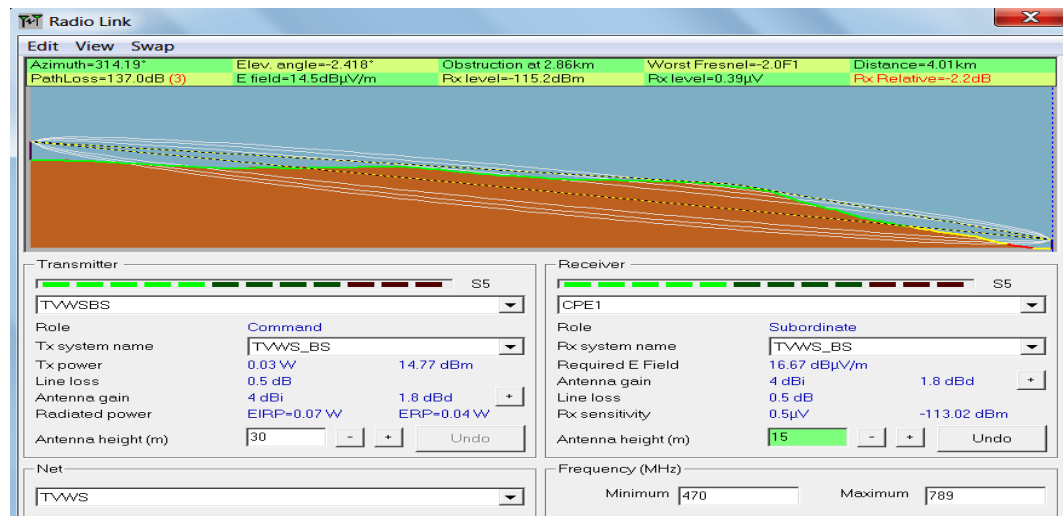 Radio Link
Edit View Swap
Azimuth=314.19° Elev. angle=-2.418° Obstruction at 2.86km Worst Fresnel=-2.0F1 Distance=4.01km
PathLoss=137.0dB (3) E field=14.5dBµV/m Rx level=-115.2dBm Rx level=0.39µV Rx Relative=-2.2dB
Transmitter
S5
TVWSBS
Role Command
Tx system name TVWS_BS
Tx power 0.03 W 14.77 dBm
Line loss 0.5 dB
Antenna gain 4 dBi 1.8 dBd +
Radiated power EIRP=0.07 W ERP=0.04 W
Antenna height (m) 30 - + Undo
Net
TVWS
Receiver
S5
CPE1
Role Subordinate
Rx system name TVWS_BS
Required E Field 16.67 dBµV/m
Antenna gain 4 dBi 1.8 dBd +
Line loss 0.5 dB
Rx sensitivity 0.5µV -113.02 dBm
Antenna height (m) 15 - + Undo
Frequency (MHz)
Minimum 470 Maximum 789